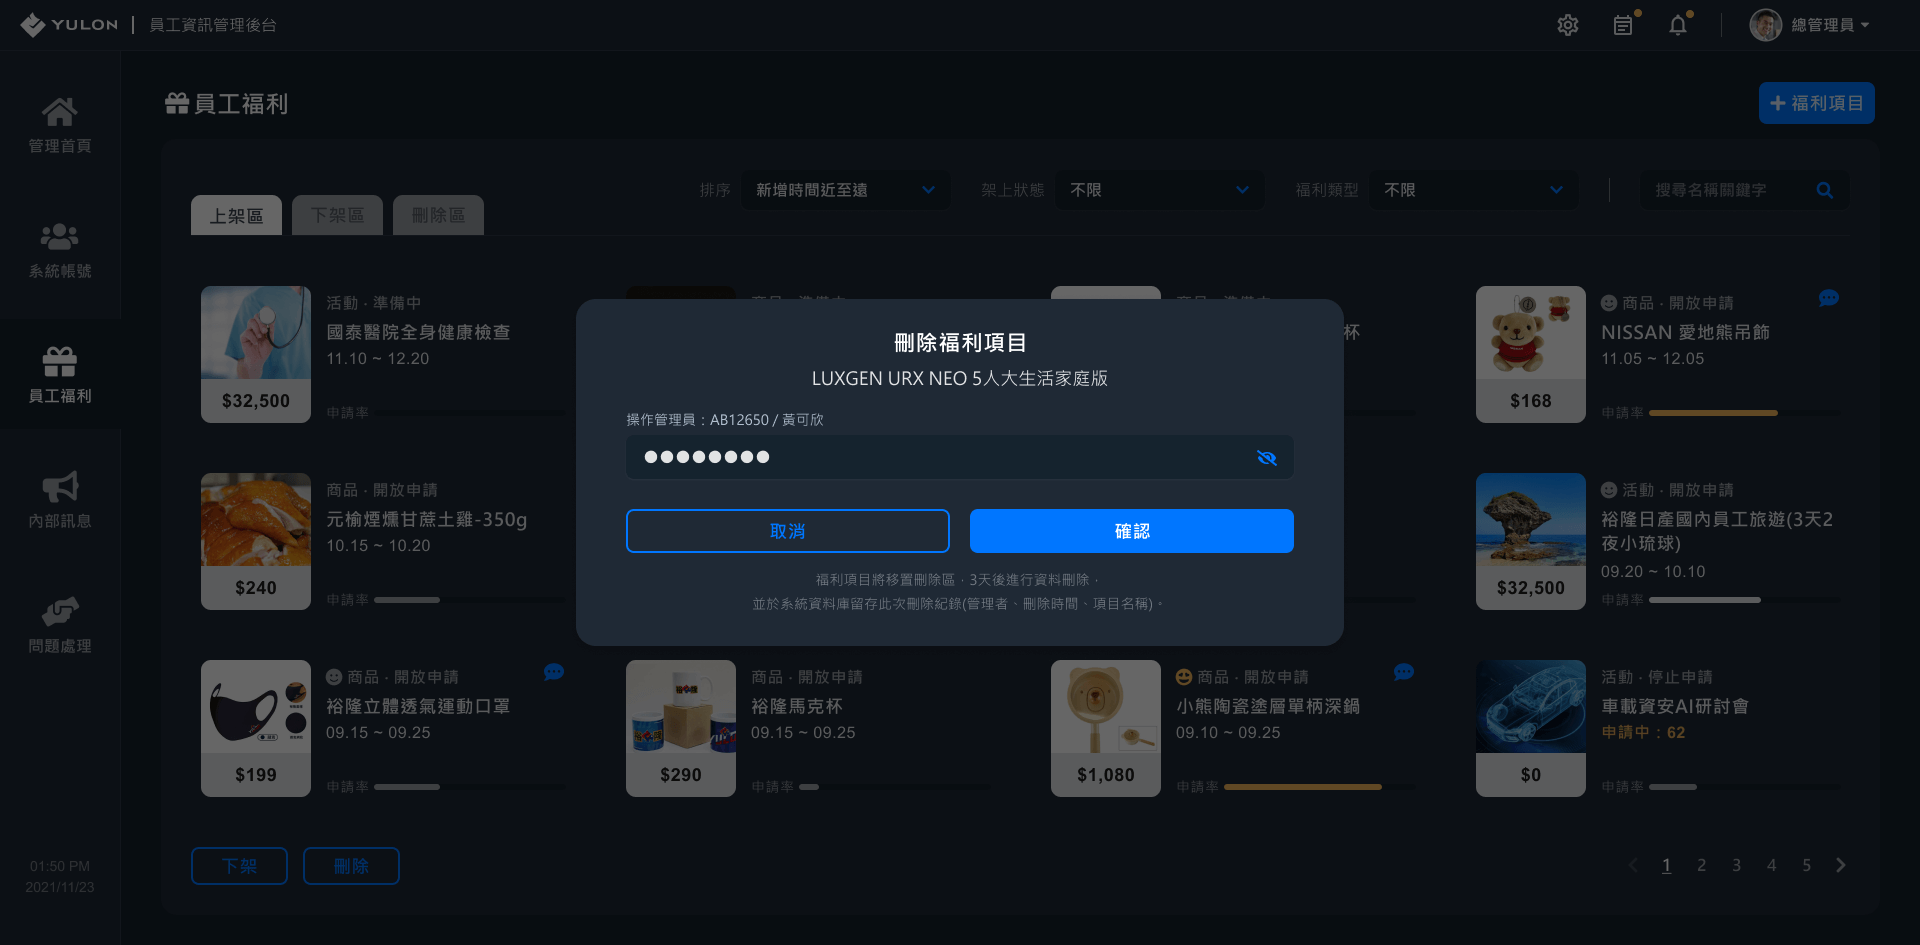 YULON
員工資訊管理後台
總管理員
管理首頁
系統帳號
員工福利
內部訊息
問題處理
01:50 PM
2021/11/23
員工福利
福利項目
上架區
下架區
刪除區
排序
新增時間近至遠
架上狀態
不限
福利類型
不限
搜尋名稱關鍵字
活動 · 準備中
國泰醫院全身健康檢查
11.10 ~ 12.20
$32,500
申請率
商品 · 準備中
商品 · 準備中
杯
商品 · 開放申請
NISSAN 愛地熊吊飾
11.05 ~ 12.05
$168
申請率
商品 · 開放申請
元榆煙燻甘蔗土雞-350g
10.15 ~ 10.20
$240
申請率
活動 · 開放申請
裕隆日產國內員工旅遊(3天2
夜小琉球)
09.20 ~ 10.10
$32,500
申請率
商品 · 開放申請
裕隆立體透氣運動口罩
09.15 ~ 09.25
$199
申請率
商品 · 開放申請
裕隆馬克杯
09.15 ~ 09.25
$290
申請率
商品 · 開放申請
小熊陶瓷塗層單柄深鍋
09.10 ~ 09.25
$1,080
申請率
活動 · 停止申請
車載資安AI研討會
申請中：62
$0
申請率
刪除福利項目
LUXGEN URX NEO 5人大生活家庭版
操作管理員：AB12650 / 黃可欣
取消
確認
福利項目將移置刪除區，3天後進行資料刪除，
並於系統資料庫留存此次刪除紀錄(管理者、刪除時間、項目名稱)。
下架
刪除
1 2 3 4 5